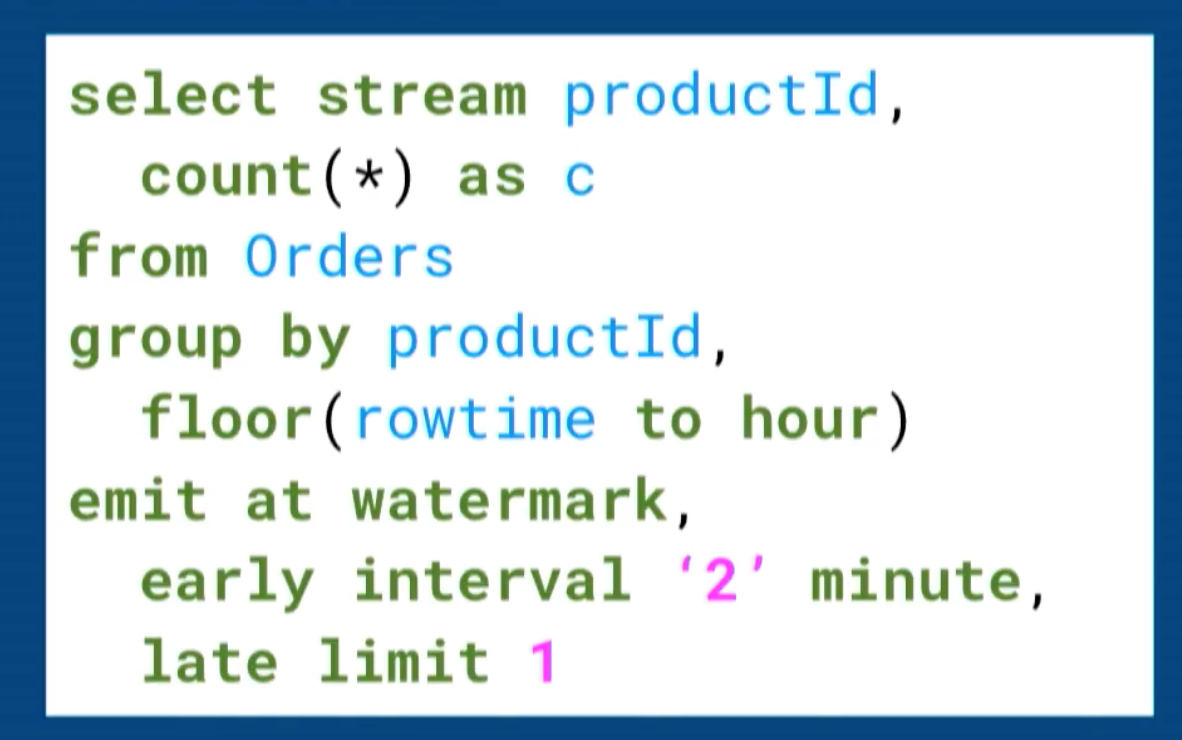 select stream productId,
count(*) as c
from Orders
group by productId,
floor(rowtime to hour)
emit at watermark,
early interval ‘2’ minute,
late limit 1